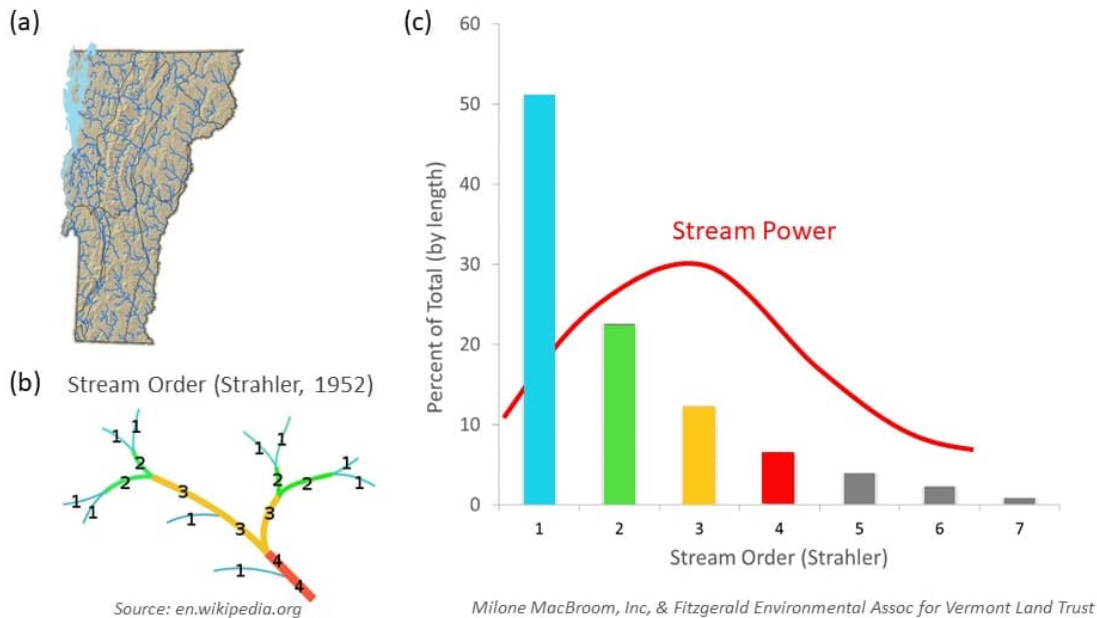 (a)
(b) Stream Order (Strahler, 1952)
1 1 1 1
2 2 1
1 2 3 2 2 1
1 3
1 3
4
1 4
Source: en.wikipedia.org
(c)
Percent of Total (by length)
60
50
40
30
20
10
0
Stream Power
1 2 3 4 5 6 7
Stream Order (Strahler)
Milone MacBroom, Inc, & Fitzgerald Environmental Assoc for Vermont Land Trust